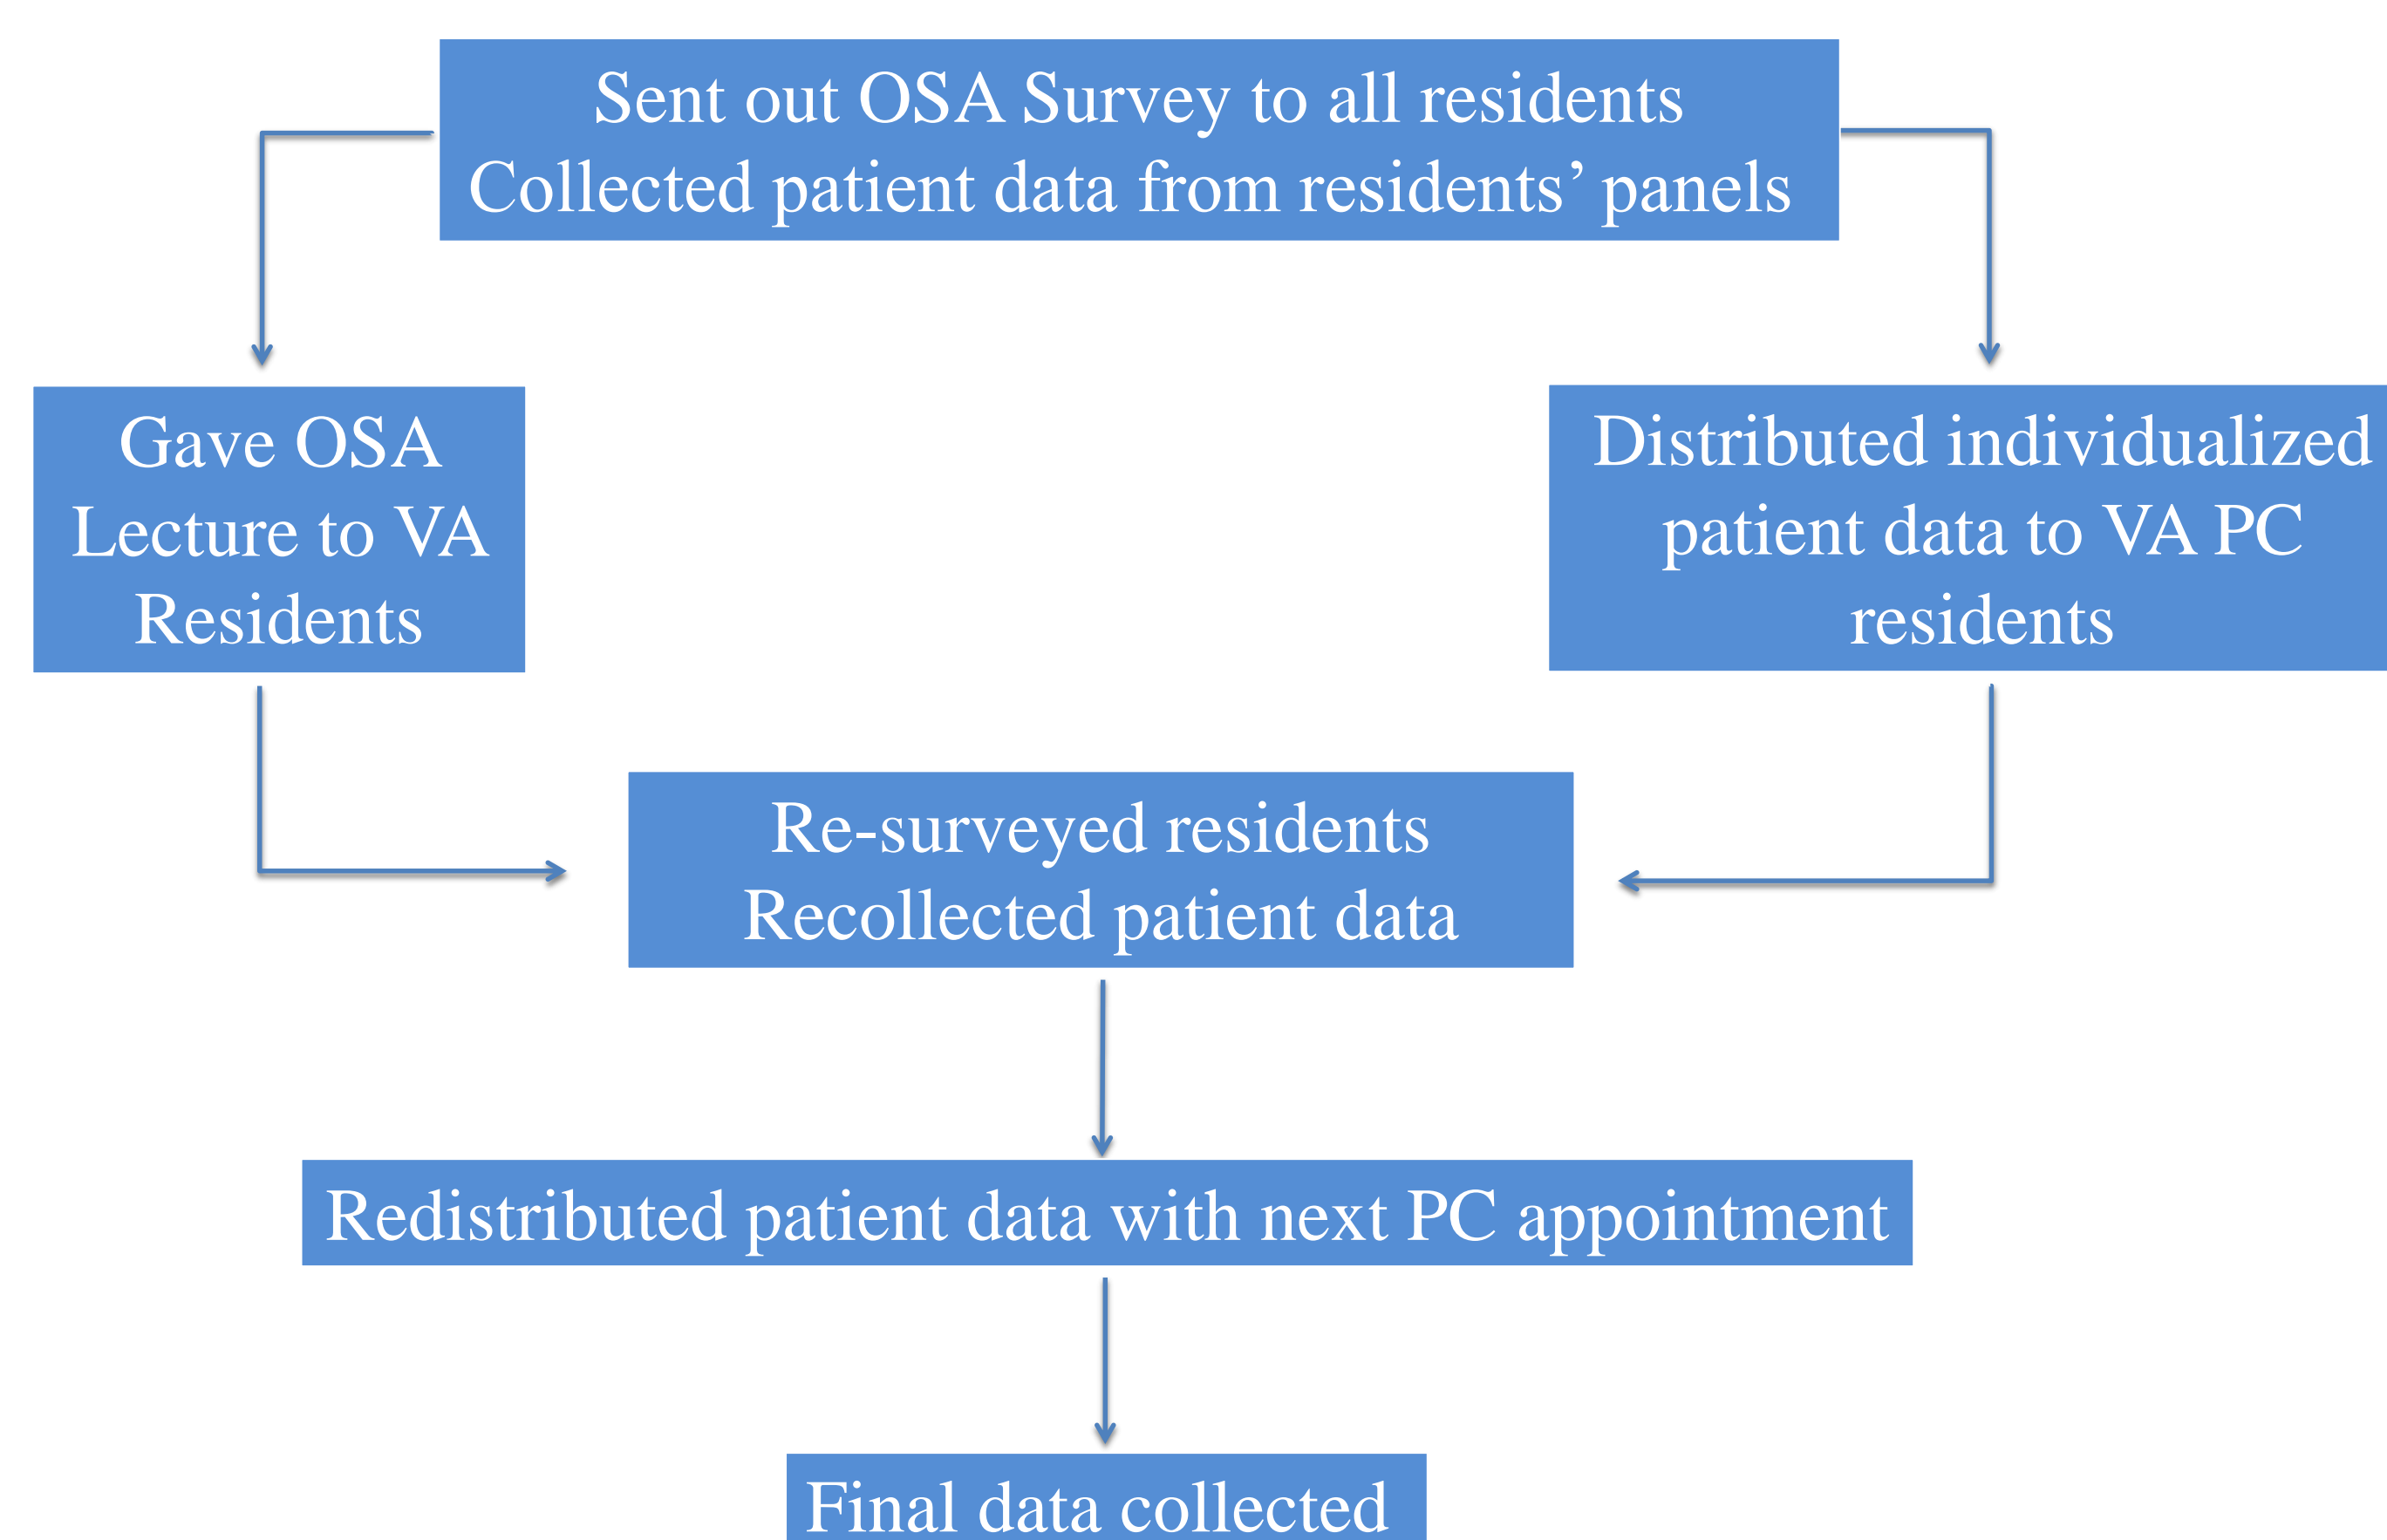 Sent out OSA Survey to all residents
Collected patient data from residents’ panels
Gave OSA
Lecture to VA
Residents
Distributed individualized
patient data to VA PC
residents
Re-surveyed residents
Recollected patient data
Redistributed patient data with next PC appointment
Final data collected